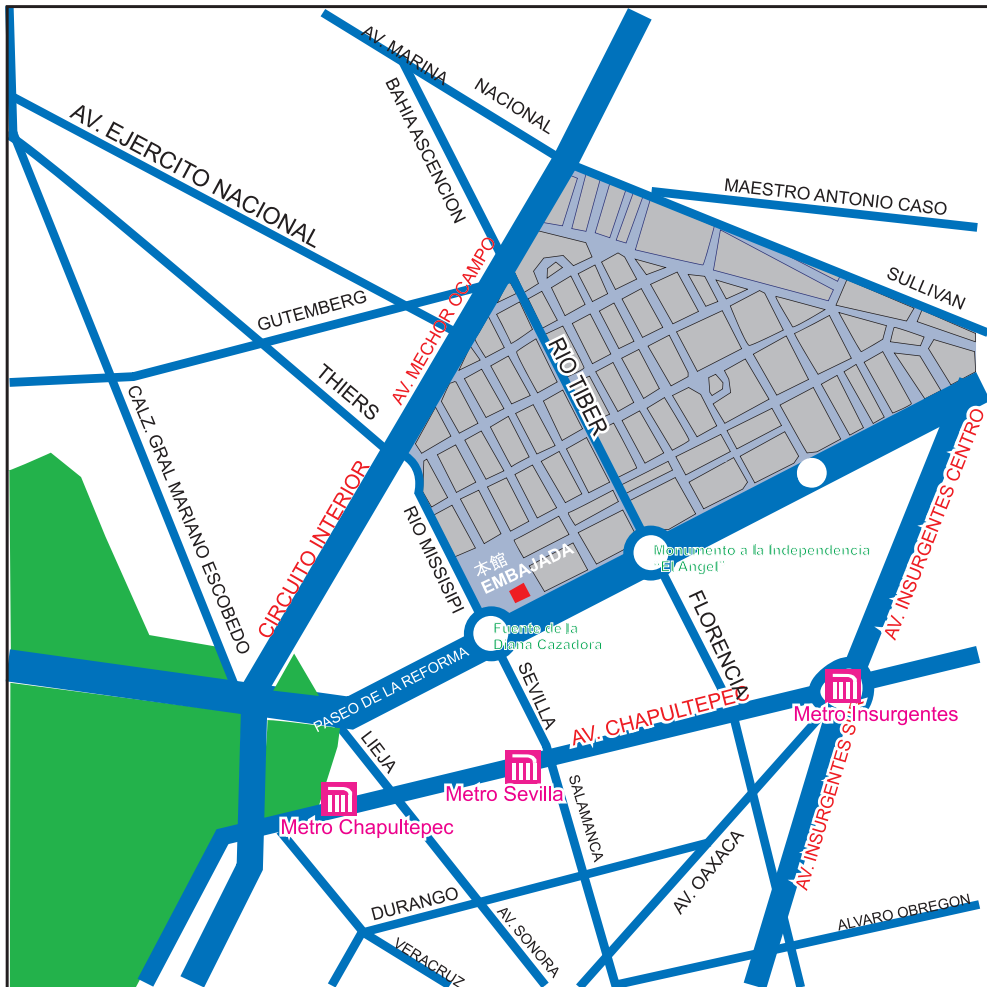 AV. MARINA
NACIONAL
BAHIA ASCENCION
AV. EJERCITO NACIONAL
MAESTRO ANTONIO CASO
SULLIVAN
GUTEMBERG
AV. MECHOR OCAMPO
THIERS
RIO TIBER
CALZ. GRAL MARIANO ESCOBEDO
CIRCUITO INTERIOR
RIO MISSISIPI
本館
EMBAJADA
Monumento a la Independencia
"El Angel"
AV. INSURGENTES CENTRO
Fuente de la
Diana Cazadora
FLORENCIA
PASEO DE LA REFORMA
SEVILLA
LIEJA
AV. CHAPULTEPEC
Metro Insurgentes
Metro Sevilla
Metro Chapultepec
SALAMANCA
AV. INSURGENTES S
AV. OAXACA
DURANGO
AV. SONORA
VERACRUZ
ALVARO OBREGON